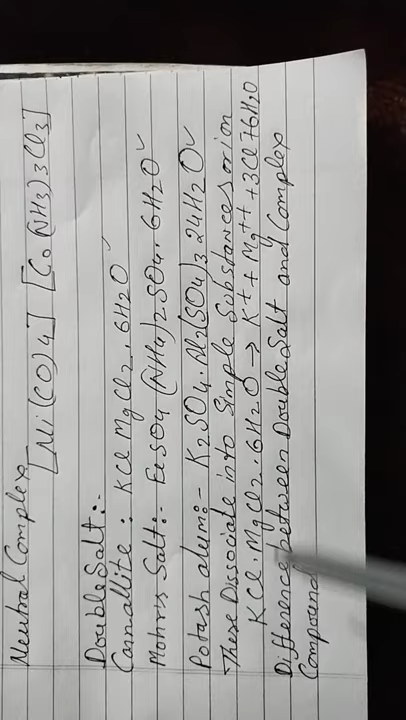 Neutral Complex
[Ni(CO)4] [Co(NH3)3Cl3]
Double Salt:-
Carnallite : KCl MgCl2. 6H2O
Mohr's Salt:- FeSO4 (NH4)2SO4. 6H2O
Potash alum:- K2SO4. Al2(SO4)3 24H2O
These Dissociate into Simple Substances or ion
KCl. MgCl2. 6H2O → K+ + Mg++ + 3Cl- + 6H2O
Difference between Double Salt and Complex
Compound